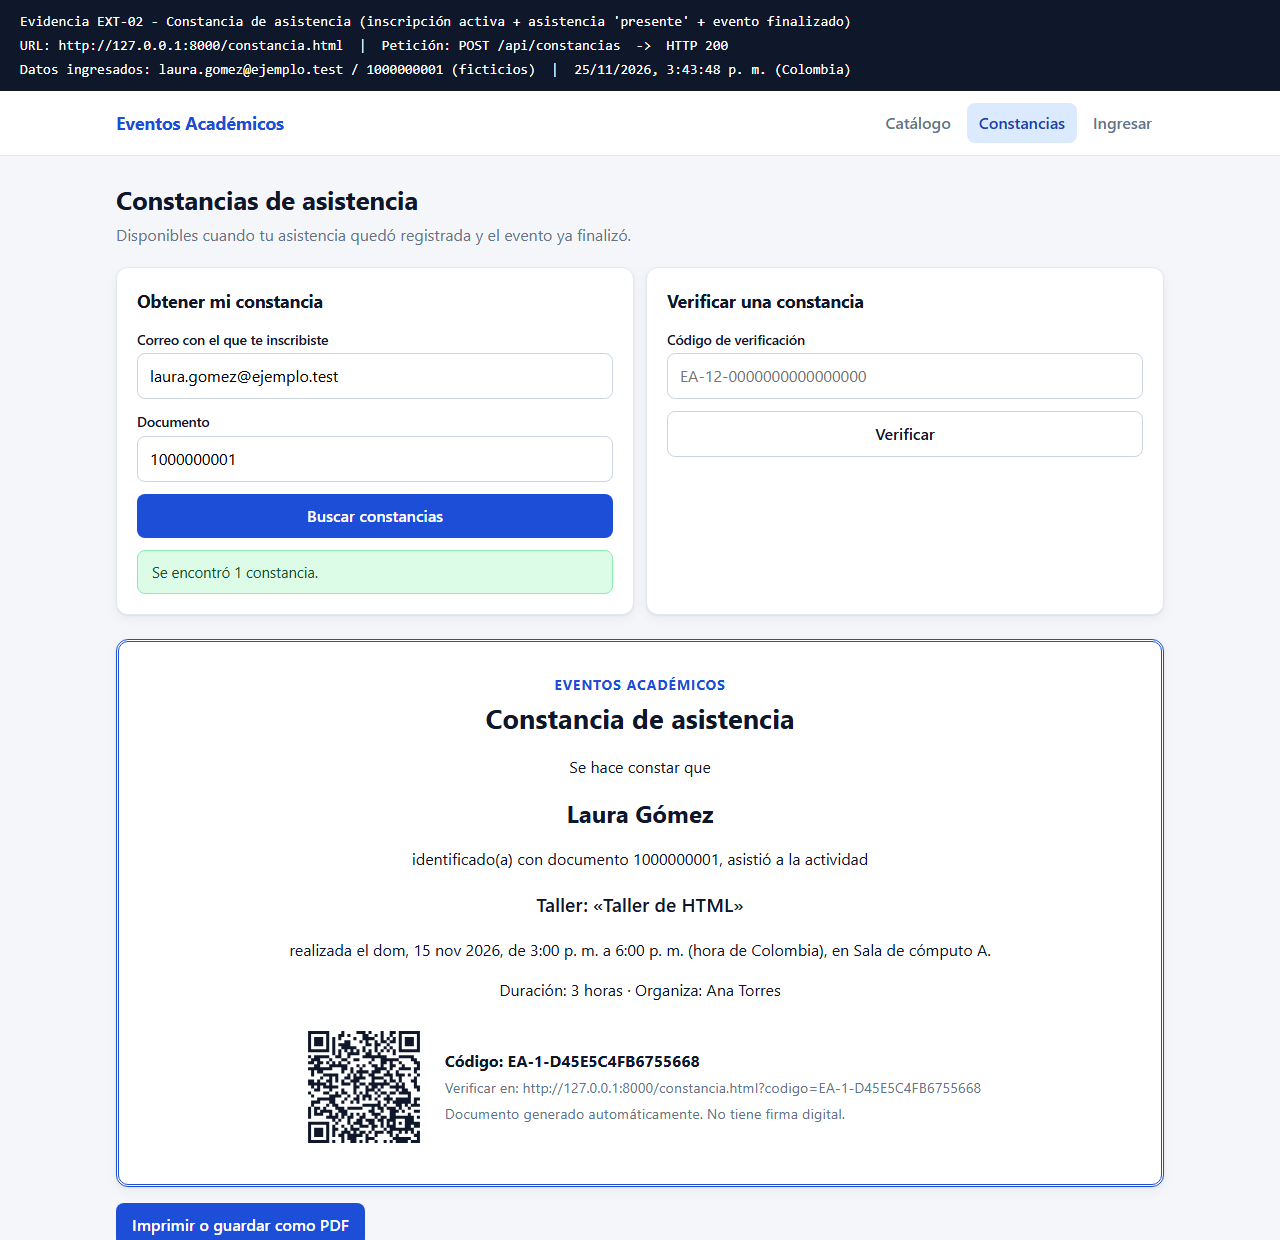 Evidencia EXT-02 - Constancia de asistencia (inscripción activa + asistencia 'presente' + evento finalizado)
URL: http://127.0.0.1:8000/constancia.html  |  Petición: POST /api/constancias  ->  HTTP 200
Datos ingresados: laura.gomez@ejemplo.test / 1000000001 (ficticios)  |  25/11/2026, 3:43:48 p. m. (Colombia)
Eventos Académicos
Catálogo
Constancias
Ingresar
Constancias de asistencia
Disponibles cuando tu asistencia quedó registrada y el evento ya finalizó.
Obtener mi constancia
Correo con el que te inscribiste
laura.gomez@ejemplo.test
Documento
1000000001
Buscar constancias
Se encontró 1 constancia.
Verificar una constancia
Código de verificación
EA-12-0000000000000000
Verificar
EVENTOS ACADÉMICOS
Constancia de asistencia
Se hace constar que
Laura Gómez
identificado(a) con documento 1000000001, asistió a la actividad
Taller: «Taller de HTML»
realizada el dom, 15 nov 2026, de 3:00 p. m. a 6:00 p. m. (hora de Colombia), en Sala de cómputo A.
Duración: 3 horas · Organiza: Ana Torres
Código: EA-1-D45E5C4FB6755668
Verificar en: http://127.0.0.1:8000/constancia.html?codigo=EA-1-D45E5C4FB6755668
Documento generado automáticamente. No tiene firma digital.
Imprimir o guardar como PDF